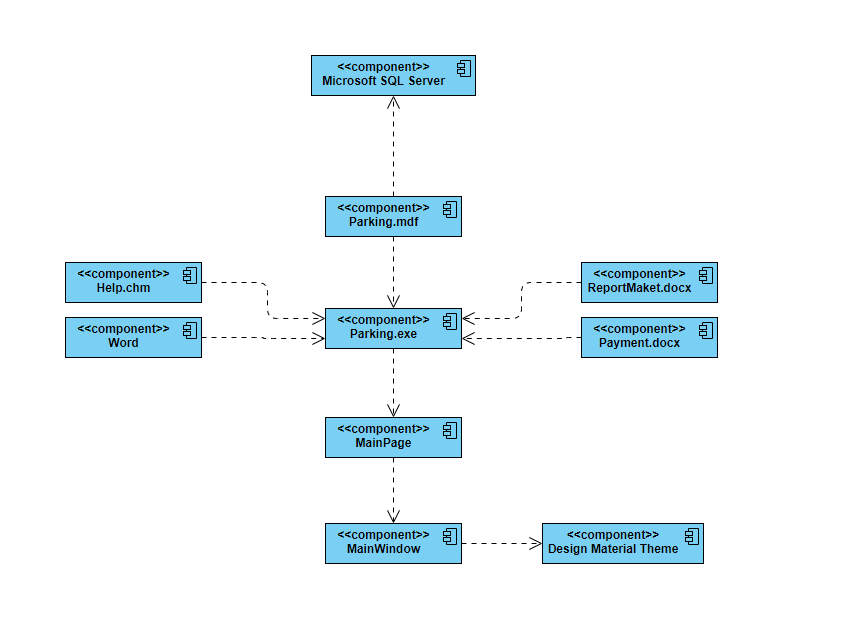 <<component>>
Microsoft SQL Server
<<component>>
Parking.mdf
<<component>>
Help.chm
<<component>>
ReportMaket.docx
<<component>>
Parking.exe
<<component>>
Word
<<component>>
Payment.docx
<<component>>
MainPage
<<component>>
MainWindow
<<component>>
Design Material Theme